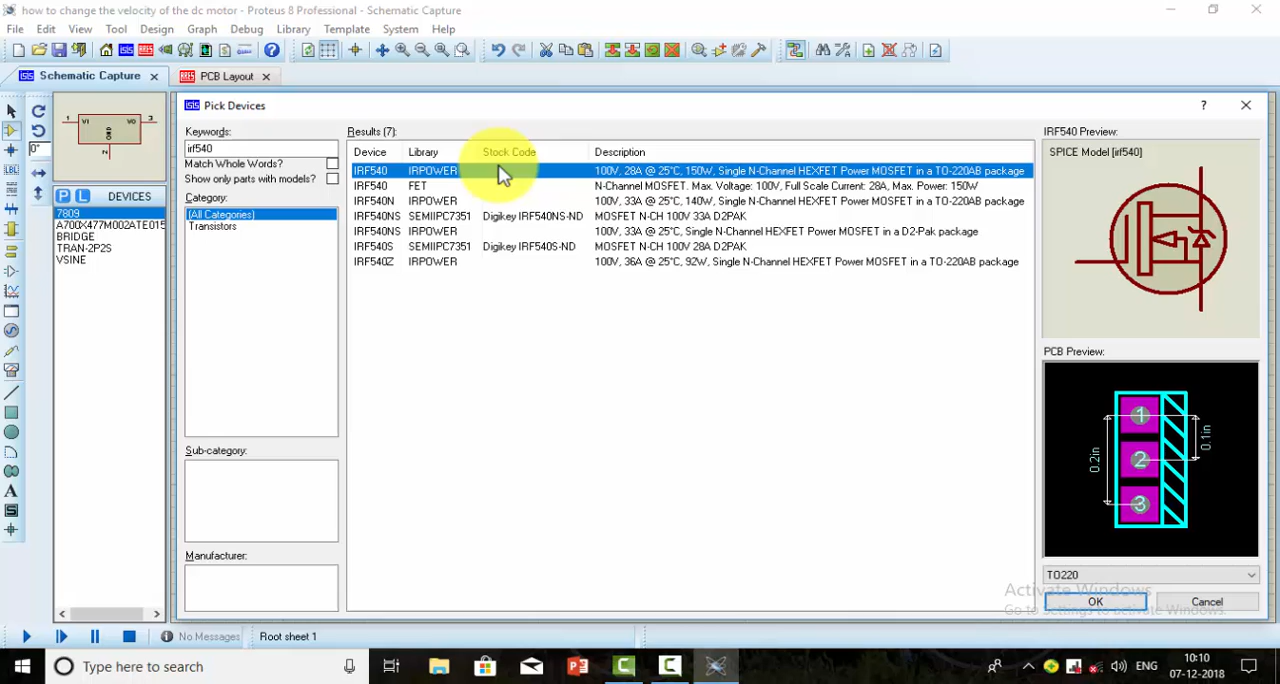 how to change the velocity of the dc motor - Proteus 8 Professional - Schematic Capture
File Edit View Tool Design Graph Debug Library Template System Help
Schematic Capture PCB Layout
Pick Devices
Keywords: Results (7): IRF540 Preview:
irf540
Match Whole Words?
Show only parts with models?
Category:
(All Categories)
Transistors
Sub-category:
Manufacturer:
Device Library Stock Code Description
IRF540 IRPOWER 100V, 28A @ 25°C, 150W, Single N-Channel HEXFET Power MOSFET in a TO-220AB package
IRF540 FET N-Channel MOSFET. Max. Voltage: 100V, Full Scale Current: 28A, Max. Power: 150W
IRF540N IRPOWER 100V, 33A @ 25°C, 140W, Single N-Channel HEXFET Power MOSFET in a TO-220AB package
IRF540NS SEMIIPC7351 Digikey IRF540NS-ND MOSFET N-CH 100V 33A D2PAK
IRF540NS IRPOWER 100V, 33A @ 25°C, Single N-Channel HEXFET Power MOSFET in a D2-Pak package
IRF540S SEMIIPC7351 Digikey IRF540S-ND MOSFET N-CH 100V 28A D2PAK
IRF540Z IRPOWER 100V, 36A @ 25°C, 92W, Single N-Channel HEXFET Power MOSFET in a TO-220AB package
SPICE Model [irf540]
PCB Preview:
1
2
3
0.2in
0.1in
TO220
OK Cancel
Activate Windows
Go to Settings to activate Windows.
1 VI VO 3
GND
2
0°
LBL
P L DEVICES
7809
A700X477M002ATE015
BRIDGE
TRAN-2P2S
VSINE
No Messages Root sheet 1
Type here to search
ENG
10:10
07-12-2018